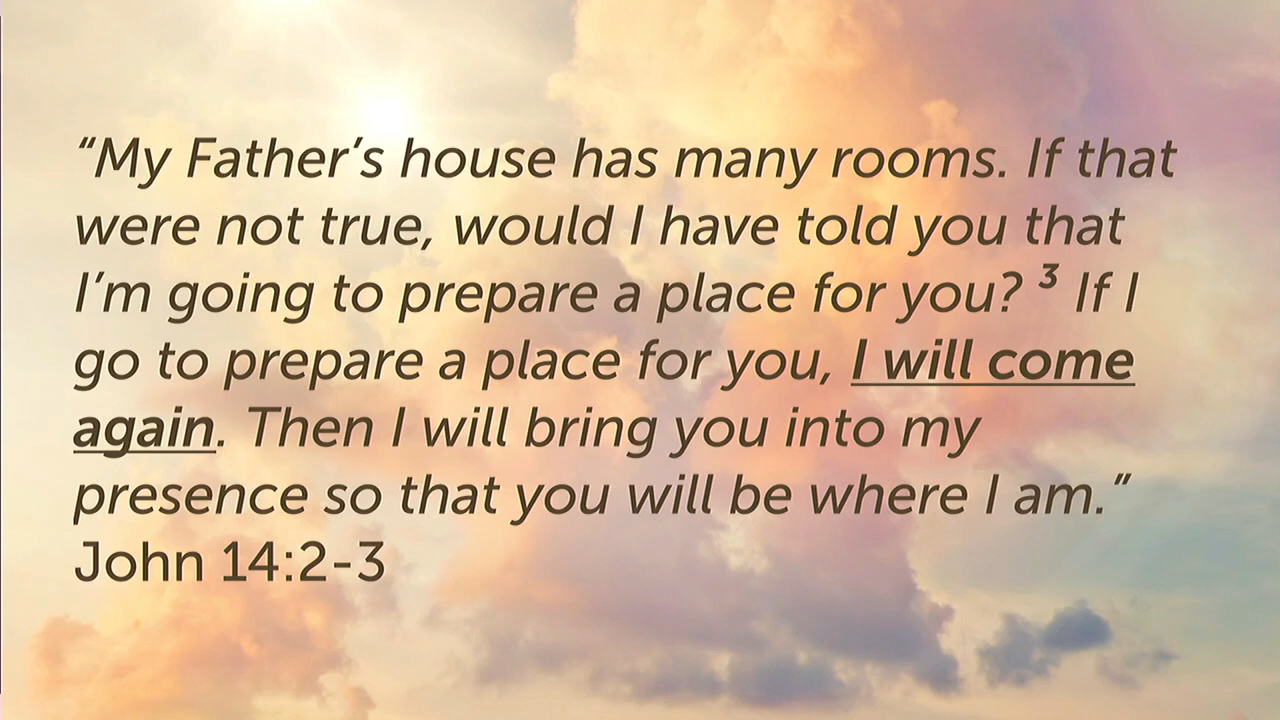 “My Father’s house has many rooms. If that
were not true, would I have told you that
I’m going to prepare a place for you? ³ If I
go to prepare a place for you, I will come
again. Then I will bring you into my
presence so that you will be where I am.”
John 14:2-3